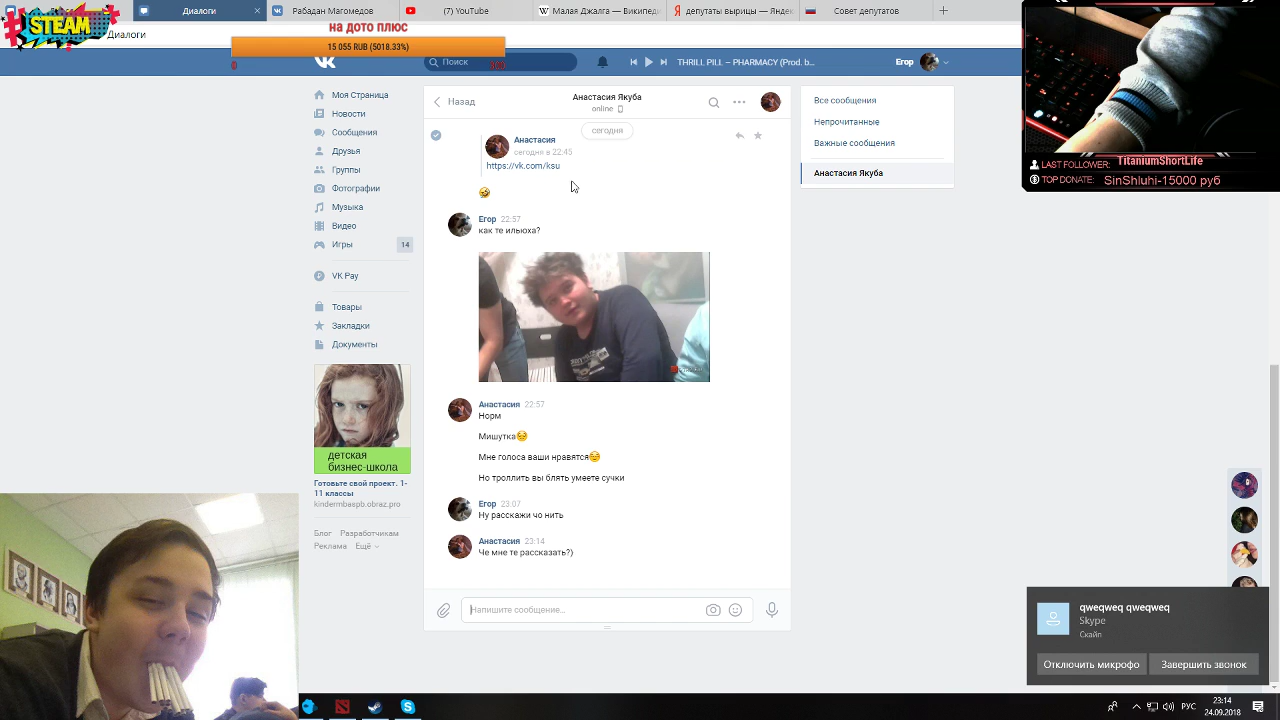 Диалоги
Рабадан Магомедо
(7) YouTube
Малая жалгя — Википед
депутаты вырыпы — Яндек
Возраст депутатов
STEAM
Диалоги
на дото плюс
15 055 RUB (5018.33%)
0
300
Поиск
THRILL PILL – PHARMACY (Prod. b...
Егор
Моя Страница
Новости
Сообщения
Друзья
Группы
Фотографии
Музыка
Видео
Игры
14
VK Pay
Товары
Закладки
Документы
детская
бизнес-школа
Готовьте свой проект. 1-
11 классы
kindermbaspb.obraz.pro
Блог Разработчикам
Реклама Ещё
Назад
Анастасия Якуба
online
сегодня
Анастасия
сегодня в 22:45
https://vk.com/ksu
🤣
Егор 22:57
как те ильюха?
Анастасия 22:57
Норм
Мишутка😌
Мне голоса ваши нравятся😌
Но троллить вы блять умеете сучки
Егор 23:07
Ну расскажи чо нить
Анастасия 23:14
Че мне те рассказать?)
Напишите сообщение...
Все сообщения
Непрочитанные
Важные сообщения
Анастасия Якуба
LAST FOLLOWER: TitaniumShortLife
TOP DONATE: SinShluhi-15000 руб
qweqweq qweqweq
Skype
Скайп
Отключить микрофо
Завершить звонок
РУС
23:14
24.09.2018